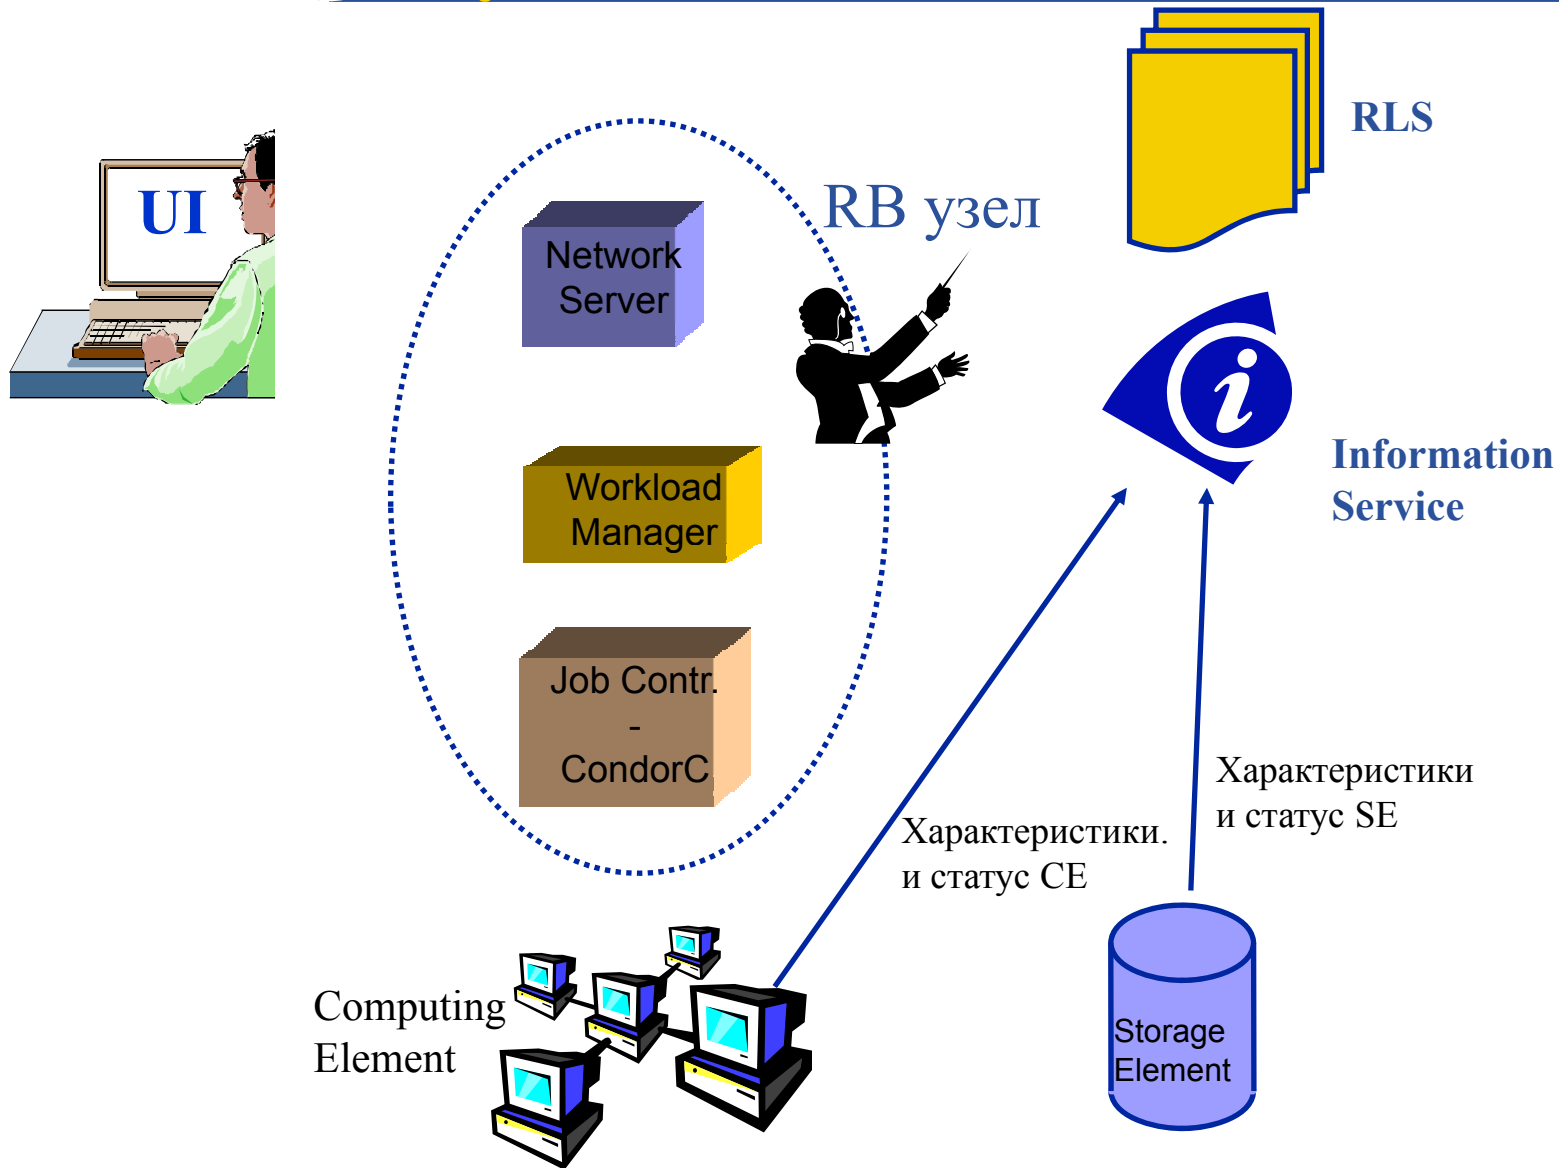 RLS
UI
RB узел
Network
Server
Information
Service
Workload
Manager
Job Contr.
-
CondorC
Характеристики
и статус SE
Характеристики.
и статус CE
Computing
Element
Storage
Element